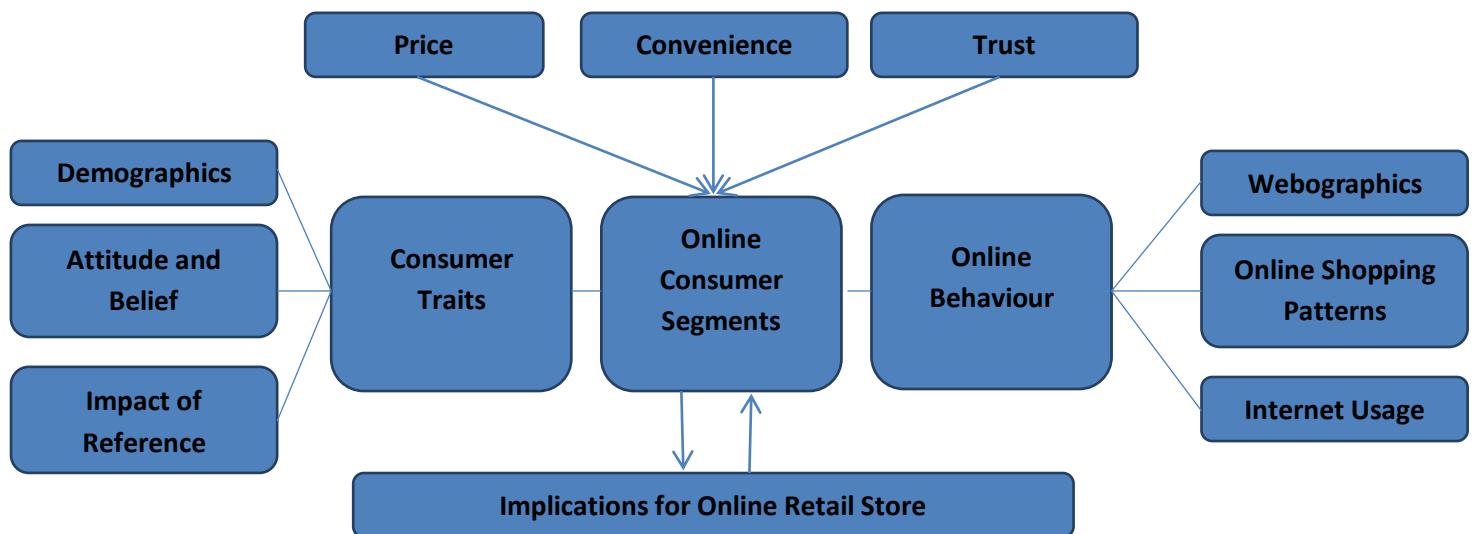 Price
Convenience
Trust
Demographics
Attitude and
Belief
Impact of
Reference
Consumer
Traits
Online
Consumer
Segments
Online
Behaviour
Webographics
Online Shopping
Patterns
Internet Usage
Implications for Online Retail Store